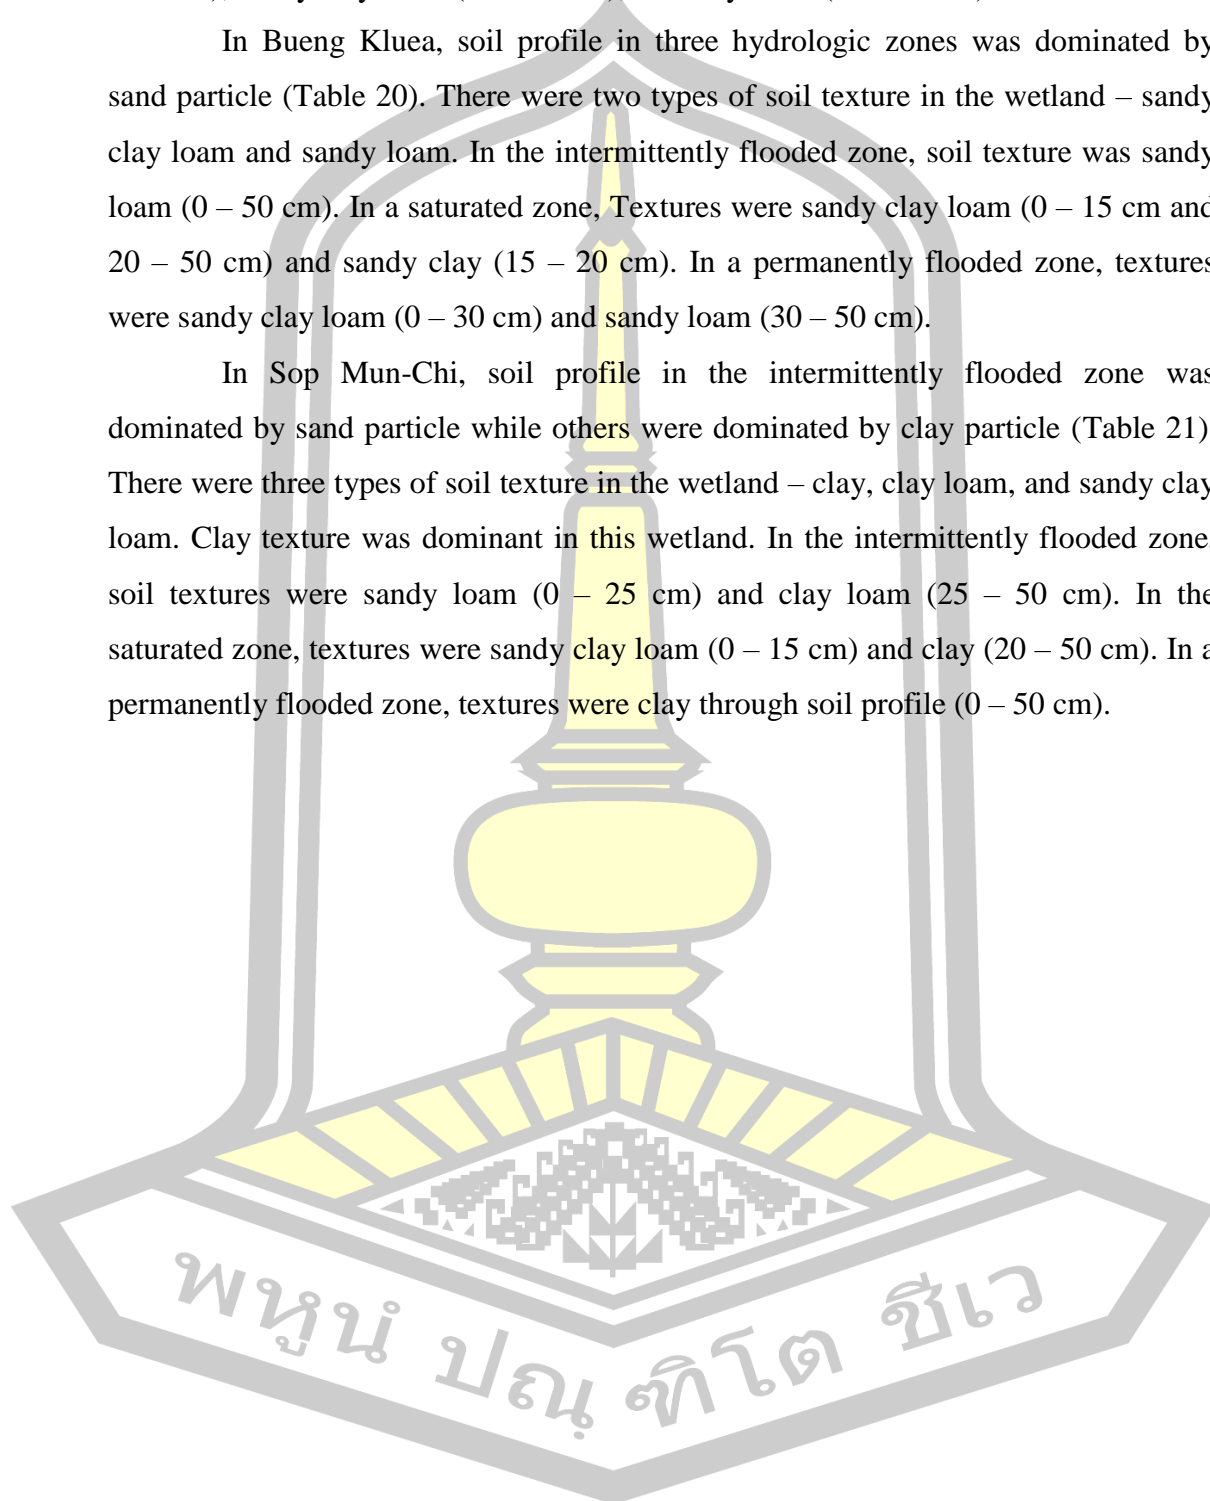 In Bueng Kluea, soil profile in three hydrologic zones was dominated by
sand particle (Table 20). There were two types of soil texture in the wetland – sandy
clay loam and sandy loam. In the intermittently flooded zone, soil texture was sandy
loam (0 – 50 cm). In a saturated zone, Textures were sandy clay loam (0 – 15 cm and
20 – 50 cm) and sandy clay (15 – 20 cm). In a permanently flooded zone, textures
were sandy clay loam (0 – 30 cm) and sandy loam (30 – 50 cm).
In Sop Mun-Chi, soil profile in the intermittently flooded zone was
dominated by sand particle while others were dominated by clay particle (Table 21)
There were three types of soil texture in the wetland – clay, clay loam, and sandy clay
loam. Clay texture was dominant in this wetland. In the intermittently flooded zone,
soil textures were sandy loam (0 – 25 cm) and clay loam (25 – 50 cm). In the
saturated zone, textures were sandy clay loam (0 – 15 cm) and clay (20 – 50 cm). In a
permanently flooded zone, textures were clay through soil profile (0 – 50 cm).
พหูนํ ปณฺฑิโต ชีเว